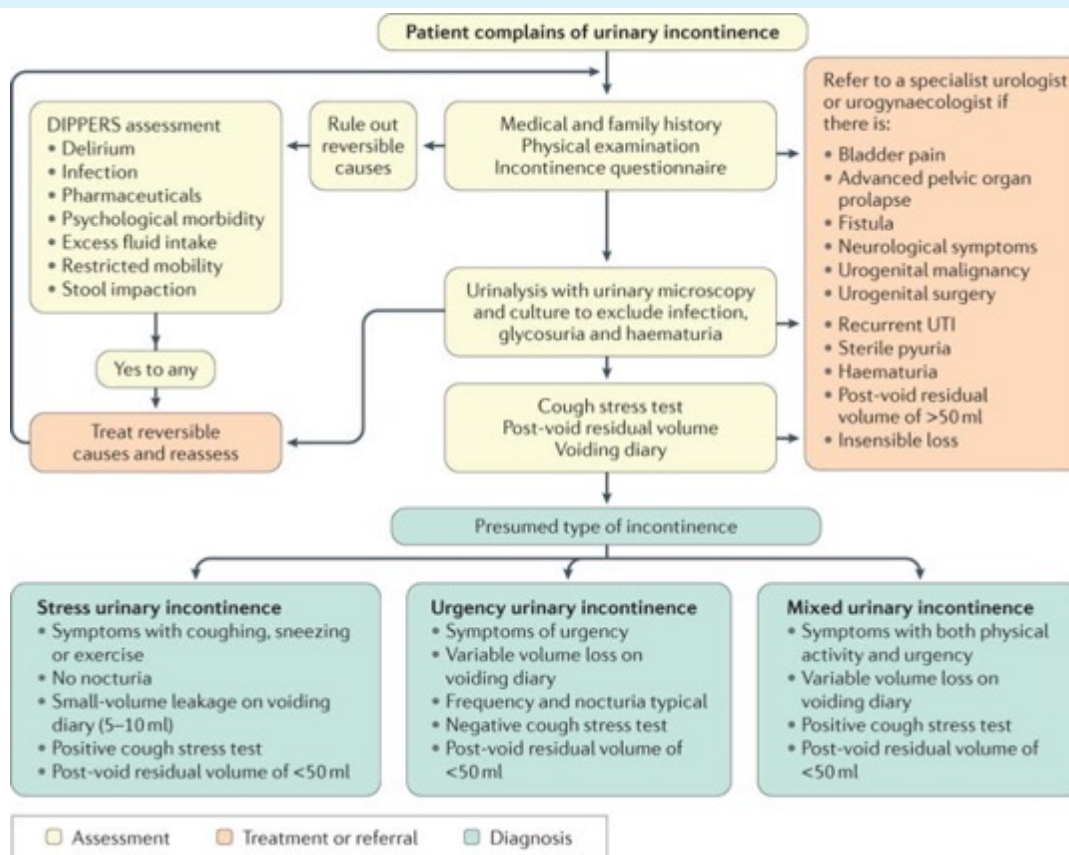 Patient complains of urinary incontinence
DIPPERS assessment
• Delirium
• Infection
• Pharmaceuticals
• Psychological morbidity
• Excess fluid intake
• Restricted mobility
• Stool impaction
Rule out
reversible
causes
Medical and family history
Physical examination
Incontinence questionnaire
Refer to a specialist urologist
or urogynaecologist if
there is:
• Bladder pain
• Advanced pelvic organ
prolapse
• Fistula
• Neurological symptoms
• Urogenital malignancy
• Urogenital surgery
• Recurrent UTI
• Sterile pyuria
• Haematuria
• Post-void residual
volume of >50 ml
• Insensible loss
Urinalysis with urinary microscopy
and culture to exclude infection,
glycosuria and haematuria
Yes to any
Treat reversible
causes and reassess
Cough stress test
Post-void residual volume
Voiding diary
Presumed type of incontinence
Stress urinary incontinence
• Symptoms with coughing, sneezing
or exercise
• No nocturia
• Small-volume leakage on voiding
diary (5–10 ml)
• Positive cough stress test
• Post-void residual volume of <50 ml
Urgency urinary incontinence
• Symptoms of urgency
• Variable volume loss on
voiding diary
• Frequency and nocturia typical
• Negative cough stress test
• Post-void residual volume of
<50 ml
Mixed urinary incontinence
• Symptoms with both physical
activity and urgency
• Variable volume loss on
voiding diary
• Positive cough stress test
• Post-void residual volume of
<50 ml
Assessment
Treatment or referral
Diagnosis